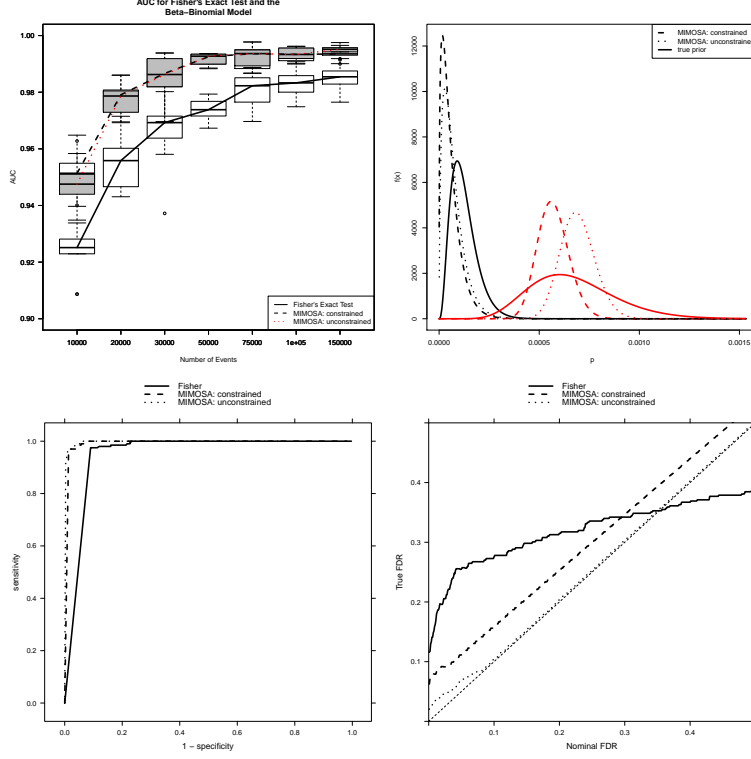 AUC for Fisher's Exact Test and the
Beta−Binomial Model
1.00
0.98
0.96
0.94
0.92
0.90
AUC
10000
20000
30000
50000
75000
1e+05
150000
Number of Events
Fisher's Exact Test
MIMOSA: constrained
MIMOSA: unconstrained
MIMOSA: constrained
MIMOSA: unconstrained
true prior
12000
10000
8000
6000
4000
2000
0
f(x)
0.0000
0.0005
0.0010
0.0015
p
Fisher
MIMOSA: constrained
MIMOSA: unconstrained
1.0
0.8
0.6
0.4
0.2
0.0
sensitivity
0.0
0.2
0.4
0.6
0.8
1.0
1 − specificity
Fisher
MIMOSA: constrained
MIMOSA: unconstrained
0.4
0.3
0.2
0.1
True FDR
0.1
0.2
0.3
0.4
Nominal FDR